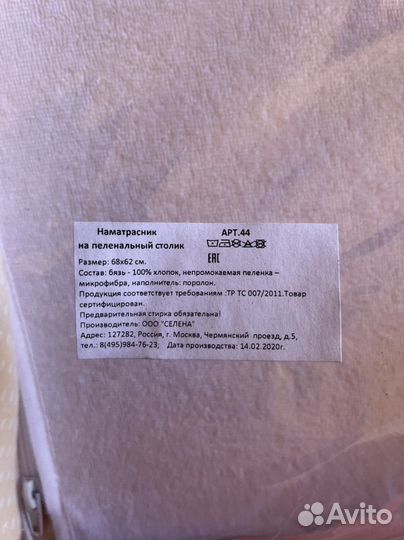 Наматрасник АРТ.44
на пеленальный столик
Размер: 68х62 см. ЕАС
Состав: бязь - 100% хлопок, непромокаемая пеленка –
микрофибра, наполнитель: поролон.
Продукция соответствует требованиям :ТР ТС 007/2011.Товар
сертифицирован.
Предварительная стирка обязательна!
Производитель: ООО "СЕЛЕНА"
Адрес: 127282, Россия, г. Москва, Чермянский проезд, д.5,
тел.: 8(495)984-76-23; Дата производства: 14.02.2020г.
Avito